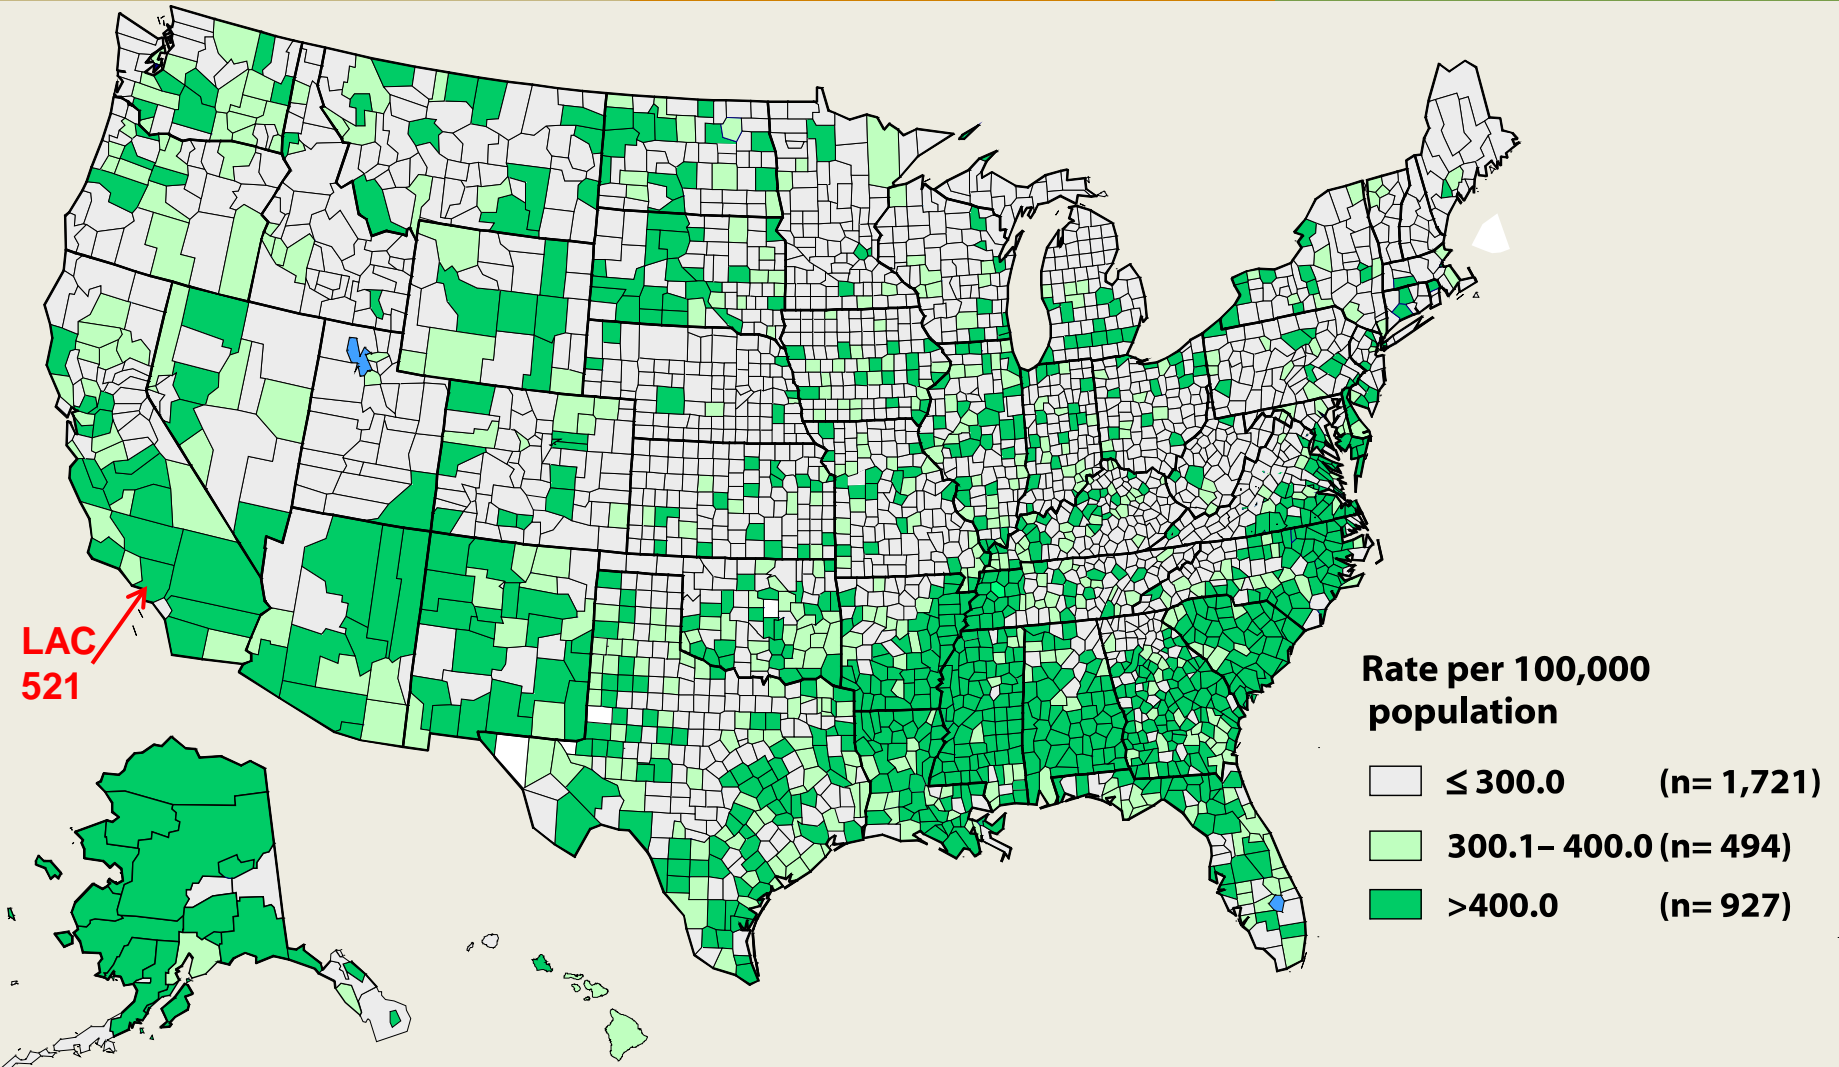 LAC
521
Rate per 100,000
population
≤ 300.0 (n= 1,721)
300.1– 400.0 (n= 494)
>400.0 (n= 927)